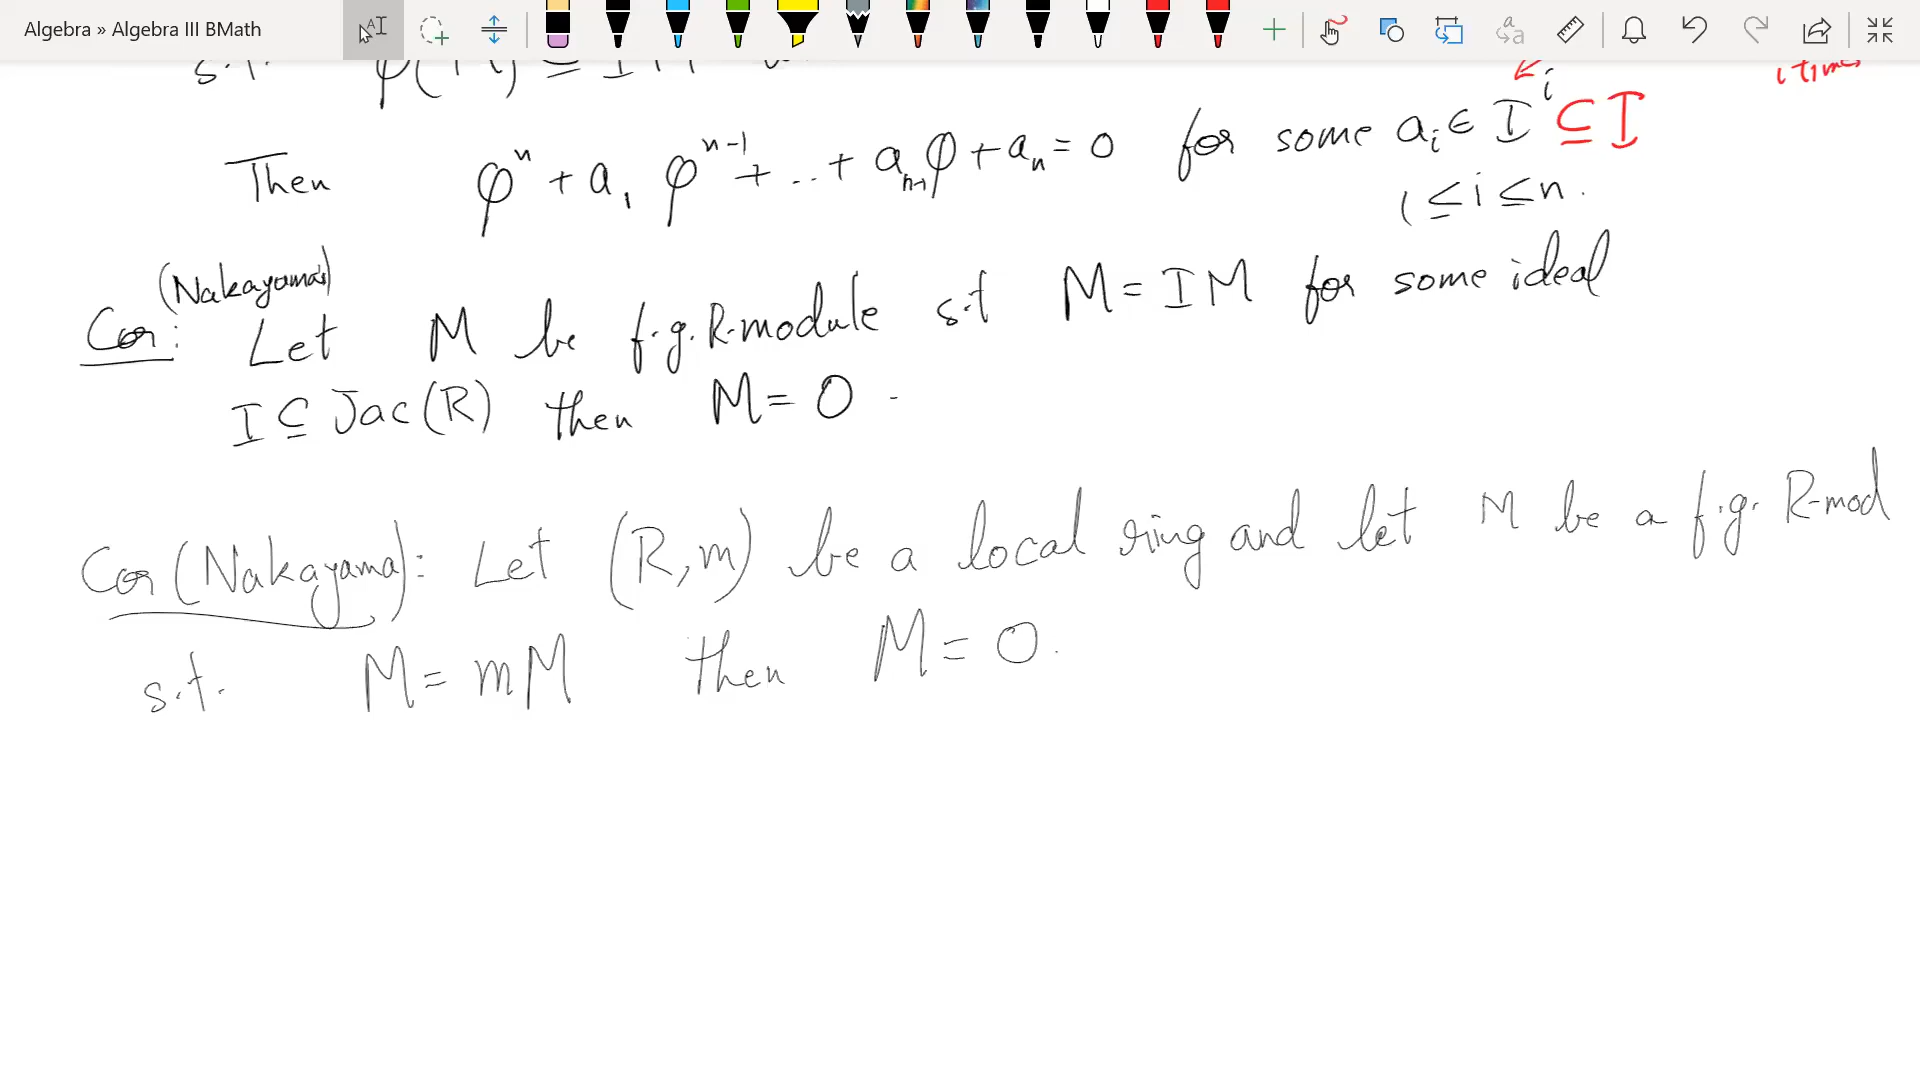 Algebra » Algebra III BMath
s.t. φ(M) ⊆ IM
i times
Then φⁿ + a₁ φⁿ⁻¹ + .. + aₙ₋₁φ + aₙ = 0 for some aᵢ ∈ Iⁱ ⊆ I
1 ≤ i ≤ n.
(Nakayama's)
Cor: Let M be f.g. R-module s.t M = IM for some ideal
I ⊆ Jac(R) then M = 0.
Cor (Nakayama): Let (R, m) be a local ring and let M be a f.g. R-mod
s.t. M = mM then M = 0.